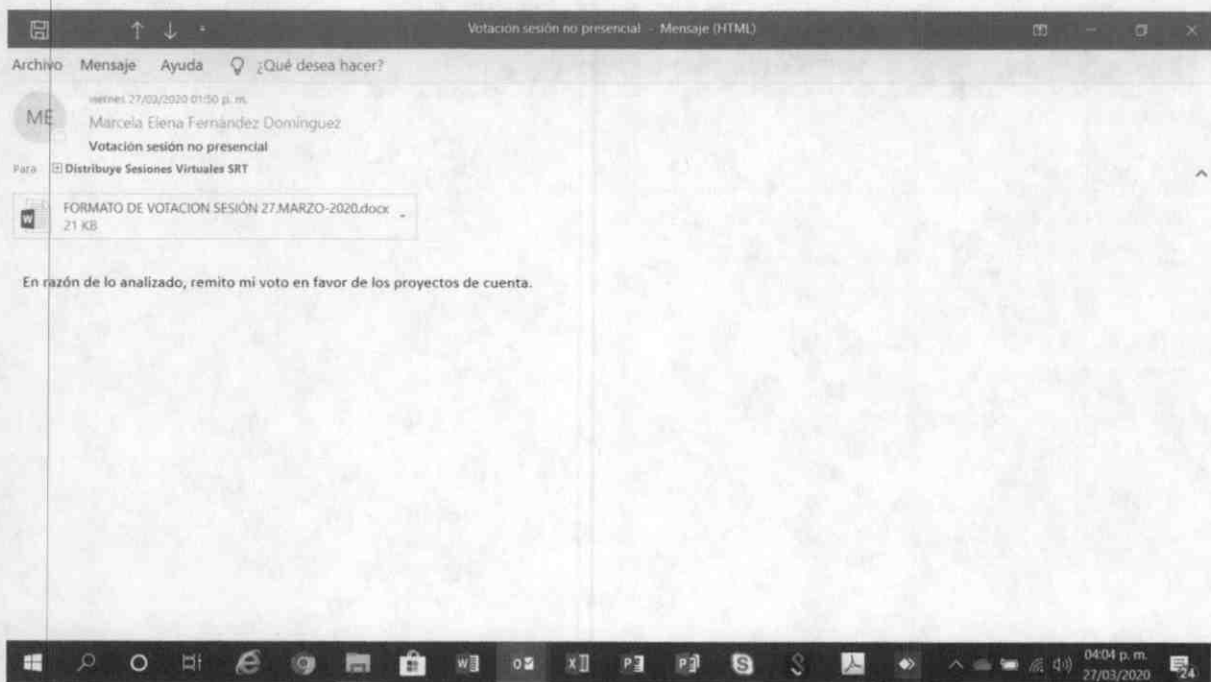 Votación sesión no presencial - Mensaje (HTML)
Archivo Mensaje Ayuda ¿Qué desea hacer?
viernes 27/03/2020 01:50 p. m.
ME
Marcela Elena Fernández Domínguez
Votación sesión no presencial
Para Distribuye Sesiones Virtuales SRT
FORMATO DE VOTACION SESIÓN 27.MARZO-2020.docx
21 KB
En razón de lo analizado, remito mi voto en favor de los proyectos de cuenta.
04:04 p. m.
27/03/2020
24